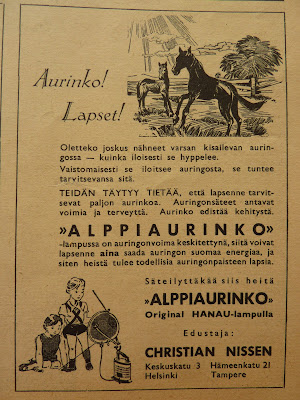 Aurinko!
Lapset!
Oletteko joskus nähneet varsan kisailevan aurin-
gossa — kuinka iloisesti se hyppelee.
Vaistomaisesti se iloitsee auringosta, se tuntee
tarvitsevansa sitä.
TEIDÄN TÄYTYY TIETÄÄ, että lapsenne tarvit-
sevat paljon aurinkoa. Auringonsäteet antavat
voimia ja terveyttä. Aurinko edistää kehitystä.
»ALPPIAURINKO»
-lampussa on auringonvoima keskitettynä, siitä voivat
lapsenne aina saada auringon suomaa energiaa, ja
siten heistä tulee todellisia auringonpaisteen lapsia.
Säteilyttäkää siis heitä
»ALPPIAURINKO»
Original HANAU-lampulla
Edustaja:
CHRISTIAN NISSEN
Keskuskatu 3 Hämeenkatu 21
Helsinki Tampere